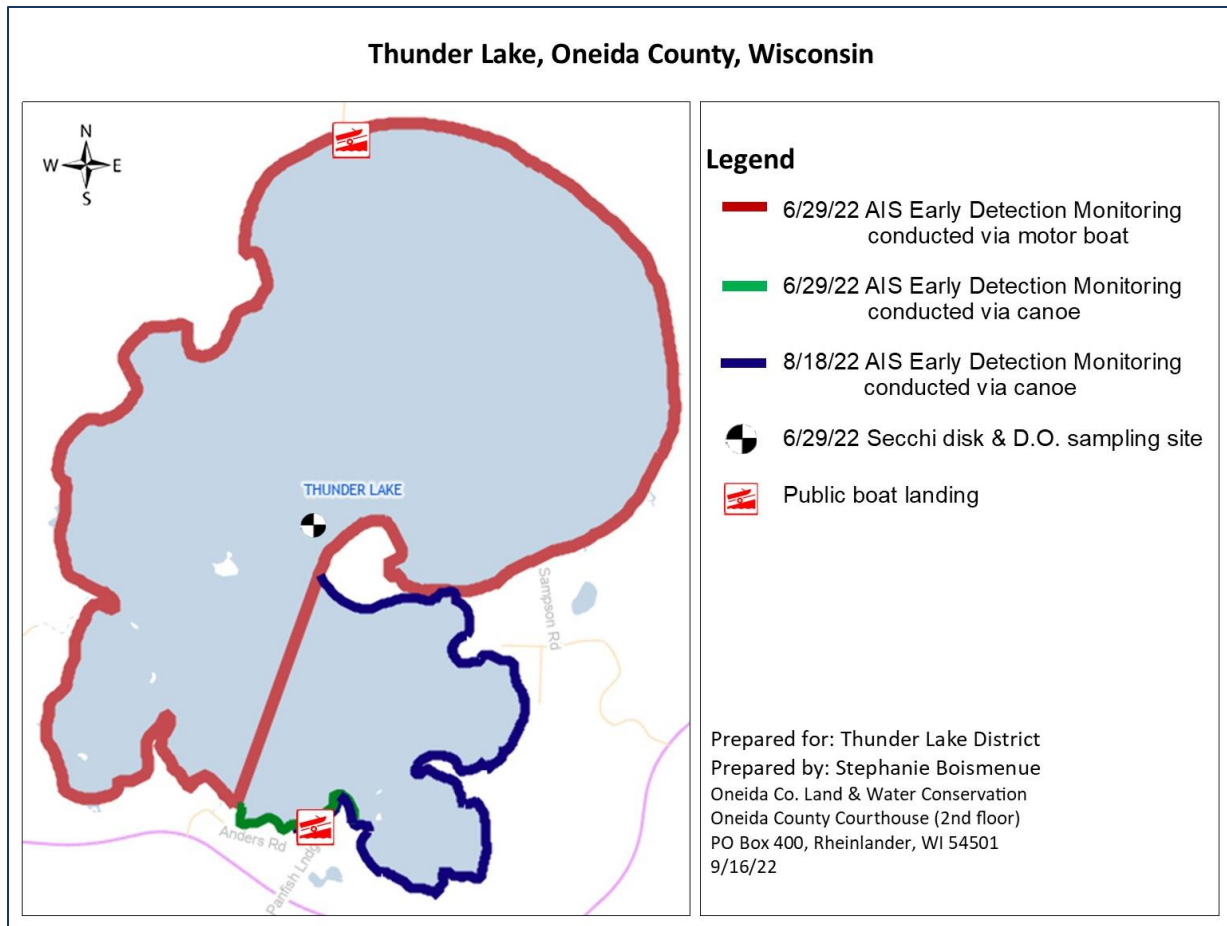 Thunder Lake, Oneida County, Wisconsin
N
W E
S
THUNDER LAKE
Sampson Rd
Anders Rd
Panfish Lndg
Legend
6/29/22 AIS Early Detection Monitoring
conducted via motor boat
6/29/22 AIS Early Detection Monitoring
conducted via canoe
8/18/22 AIS Early Detection Monitoring
conducted via canoe
6/29/22 Secchi disk & D.O. sampling site
Public boat landing
Prepared for: Thunder Lake District
Prepared by: Stephanie Boismenue
Oneida Co. Land & Water Conservation
Oneida County Courthouse (2nd floor)
PO Box 400, Rheinlander, WI 54501
9/16/22